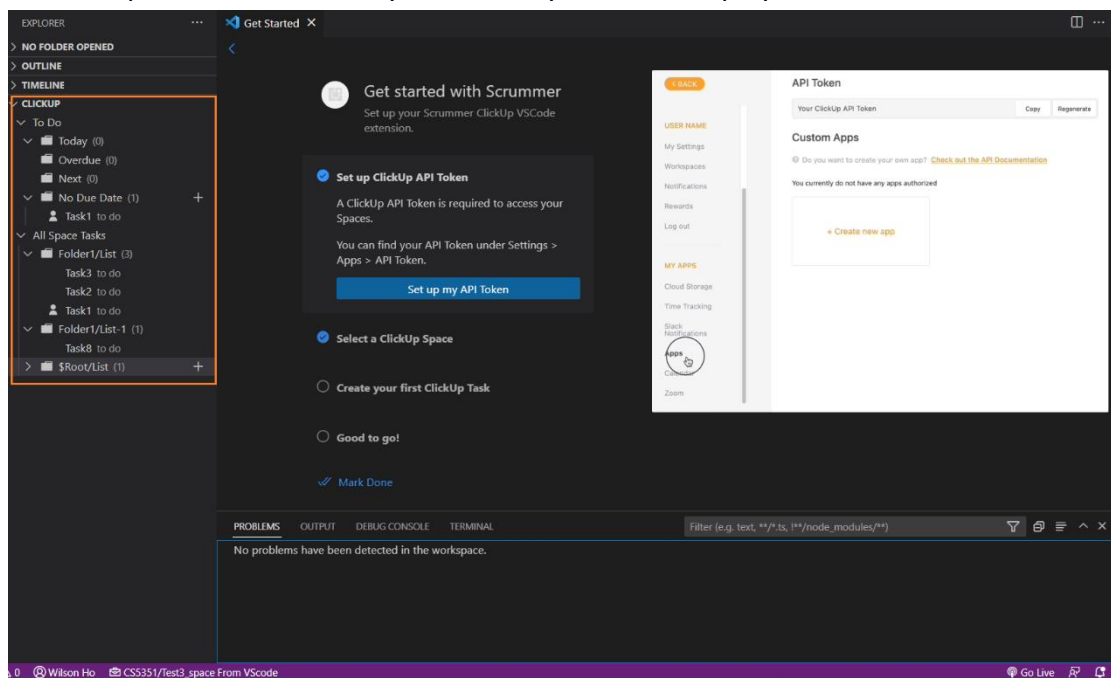 EXPLORER
Get Started
NO FOLDER OPENED
OUTLINE
TIMELINE
CLICKUP
To Do
Today (0)
Overdue (0)
Next (0)
No Due Date (1)
Task1 to do
All Space Tasks
Folder1/List (3)
Task3 to do
Task2 to do
Task1 to do
Folder1/List-1 (1)
Task8 to do
$Root/List (1)
Get started with Scrummer
Set up your Scrummer ClickUp VSCode
extension.
Set up ClickUp API Token
A ClickUp API Token is required to access your
Spaces.
You can find your API Token under Settings >
Apps > API Token.
Set up my API Token
Select a ClickUp Space
Create your first ClickUp Task
Good to go!
Mark Done
< BACK
USER NAME
My Settings
Workspaces
Notifications
Rewards
Log out
MY APPS
Cloud Storage
Time Tracking
Slack
Notifications
Apps
Calendar
Zoom
API Token
Your ClickUp API Token Copy Regenerate
Custom Apps
Do you want to create your own app? Check out the API Documentation
You currently do not have any apps authorized
+ Create new app
PROBLEMS OUTPUT DEBUG CONSOLE TERMINAL
Filter (e.g. text, **/*.ts, !**/node_modules/**)
No problems have been detected in the workspace.
0 Wilson Ho CS5351/Test3_space From VScode
Go Live